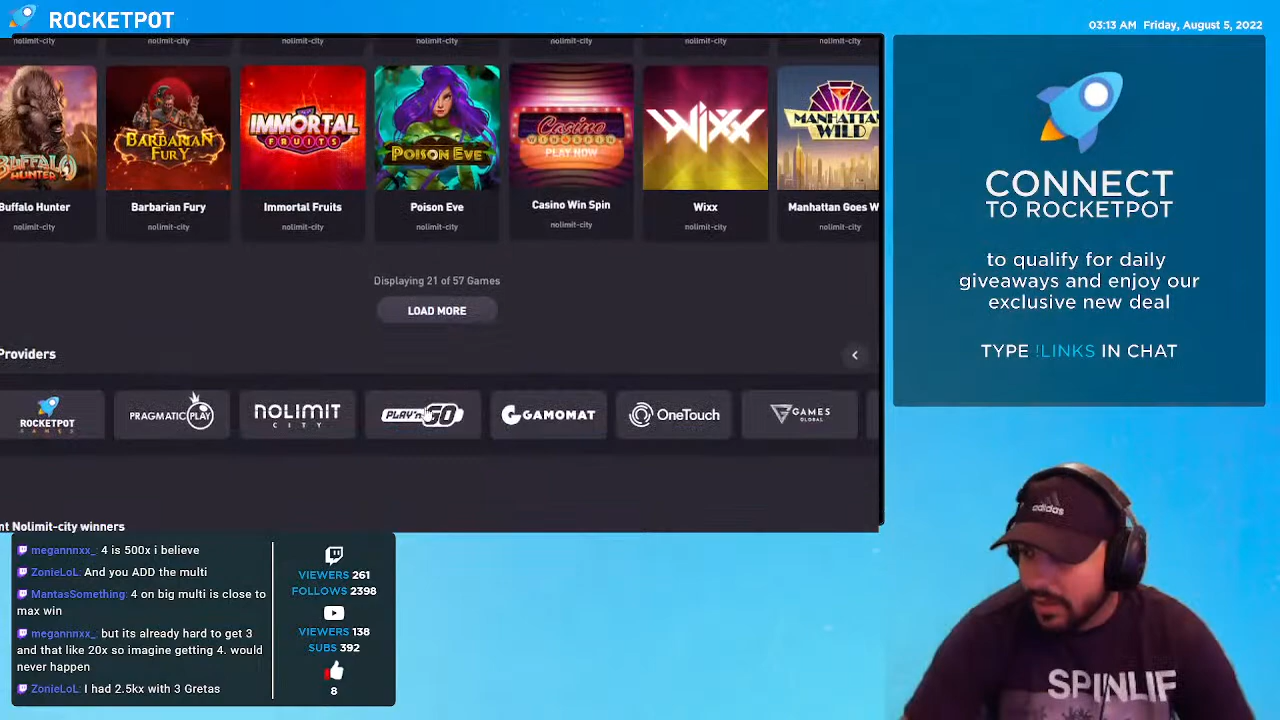 ROCKETPOT
03:13 AM Friday, August 5, 2022
nolimit-city nolimit-city nolimit-city nolimit-city nolimit-city nolimit-city nolimit-city
BUFFALO HUNTER
BARBARIAN FURY
IMMORTAL FRUITS
POISON EVE
Casino WIN SPIN PLAY NOW
WiXX
MANHATTAN WILD
Buffalo Hunter Barbarian Fury Immortal Fruits Poison Eve Casino Win Spin Wixx Manhattan Goes W
nolimit-city nolimit-city nolimit-city nolimit-city nolimit-city nolimit-city nolimit-city
Displaying 21 of 57 Games
LOAD MORE
Providers
ROCKETPOT GAMES
PRAGMATIC PLAY
NOLIMIT CITY
PLAY'n GO
GAMOMAT
OneTouch
GAMES GLOBAL
nt Nolimit-city winners
CONNECT
TO ROCKETPOT
to qualify for daily
giveaways and enjoy our
exclusive new deal
TYPE !LINKS IN CHAT
megannnxx_: 4 is 500x i believe
ZonieLoL: And you ADD the multi
MantasSomething: 4 on big multi is close to
max win
megannnxx_: but its already hard to get 3
and that like 20x so imagine getting 4. would
never happen
ZonieLoL: I had 2.5kx with 3 Gretas
VIEWERS 261
FOLLOWS 2398
VIEWERS 138
SUBS 392
8
adidas
SPINLIF